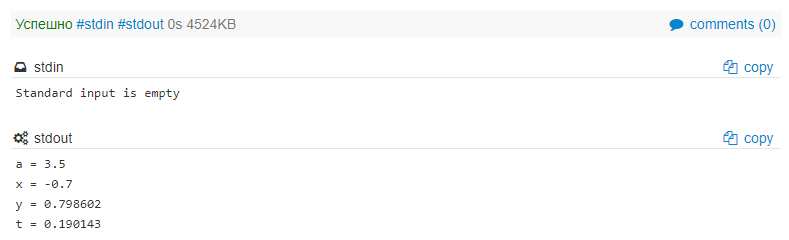 Успешно #stdin #stdout 0s 4524KB comments (0)
stdin copy
Standard input is empty
stdout copy
a = 3.5
x = -0.7
y = 0.798602
t = 0.190143